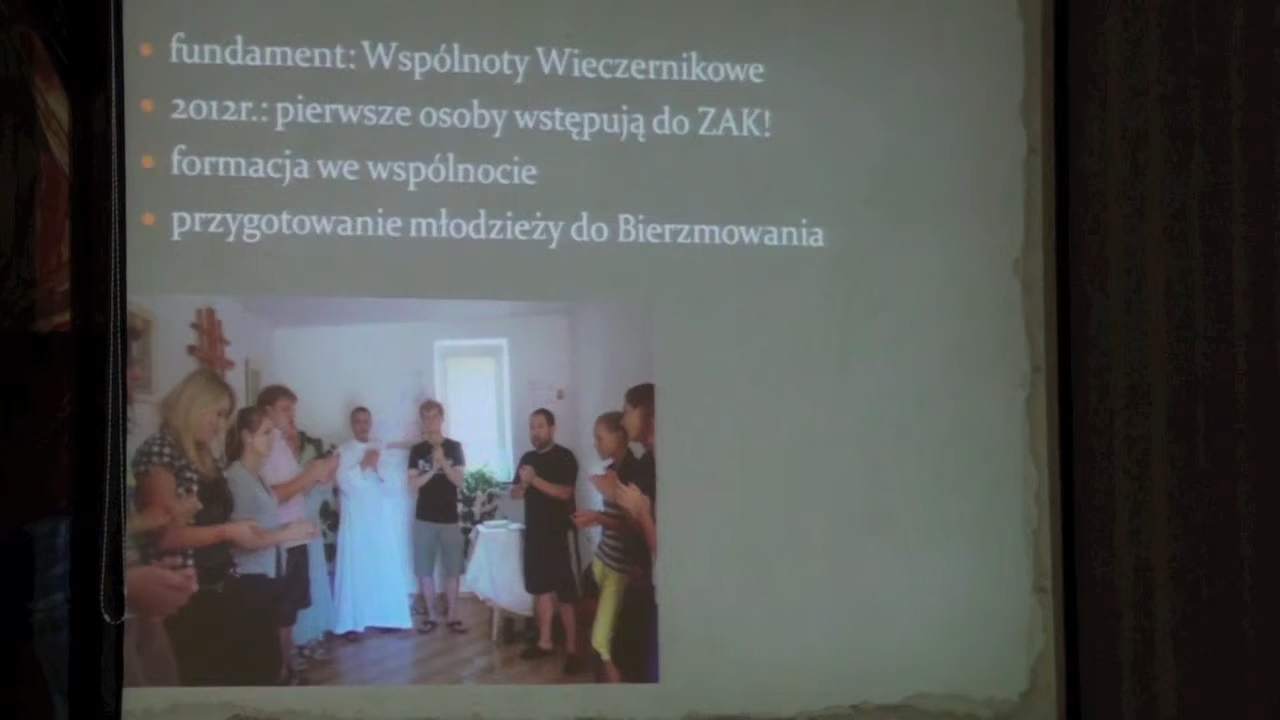 fundament: Wspólnoty Wieczernikowe
2012r.: pierwsze osoby wstępują do ZAK!
formacja we wspólnocie
przygotowanie młodzieży do Bierzmowania